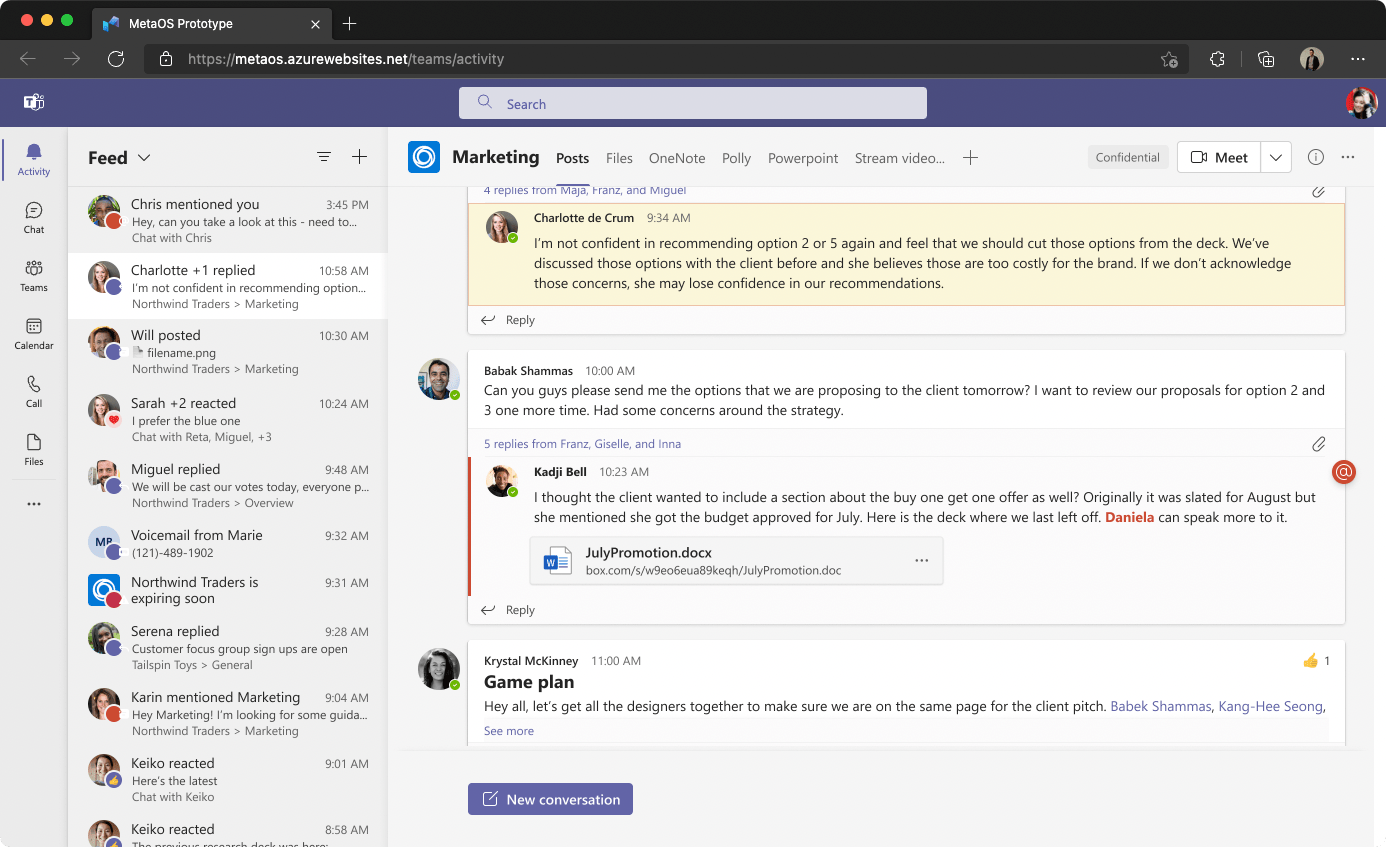 MetaOS Prototype
https://metaos.azurewebsites.net/teams/activity
Search
Activity
Chat
Teams
Calendar
Call
Files
Feed
Chris mentioned you 3:45 PM
Hey, can you take a look at this - need to...
Chat with Chris
Charlotte +1 replied 10:58 AM
I'm not confident in recommending option...
Northwind Traders > Marketing
Will posted 10:30 AM
filename.png
Northwind Traders > Marketing
Sarah +2 reacted 10:24 AM
I prefer the blue one
Chat with Reta, Miguel, +3
Miguel replied 9:48 AM
We will be cast our votes today, everyone p...
Northwind Traders > Overview
MP
Voicemail from Marie 9:32 AM
(121)-489-1902
Northwind Traders is 9:31 AM
expiring soon
Serena replied 9:28 AM
Customer focus group sign ups are open
Tailspin Toys > General
Karin mentioned Marketing 9:04 AM
Hey Marketing! I'm looking for some guida...
Northwind Traders > Marketing
Keiko reacted 9:01 AM
Here's the latest
Chat with Keiko
Keiko reacted 8:58 AM
The previous research deck was here:
Marketing Posts Files OneNote Polly Powerpoint Stream video... Confidential Meet
4 replies from Maja, Franz, and Miguel
Charlotte de Crum 9:34 AM
I'm not confident in recommending option 2 or 5 again and feel that we should cut those options from the deck. We've
discussed those options with the client before and she believes those are too costly for the brand. If we don't acknowledge
those concerns, she may lose confidence in our recommendations.
Reply
Babak Shammas 10:00 AM
Can you guys please send me the options that we are proposing to the client tomorrow? I want to review our proposals for option 2 and
3 one more time. Had some concerns around the strategy.
5 replies from Franz, Giselle, and Inna
Kadji Bell 10:23 AM
I thought the client wanted to include a section about the buy one get one offer as well? Originally it was slated for August but
she mentioned she got the budget approved for July. Here is the deck where we last left off. Daniela can speak more to it.
JulyPromotion.docx
box.com/s/w9eo6eua89keqh/JulyPromotion.doc
Reply
Krystal McKinney 11:00 AM 1
Game plan
Hey all, let's get all the designers together to make sure we are on the same page for the client pitch. Babek Shammas, Kang-Hee Seong,
See more
New conversation